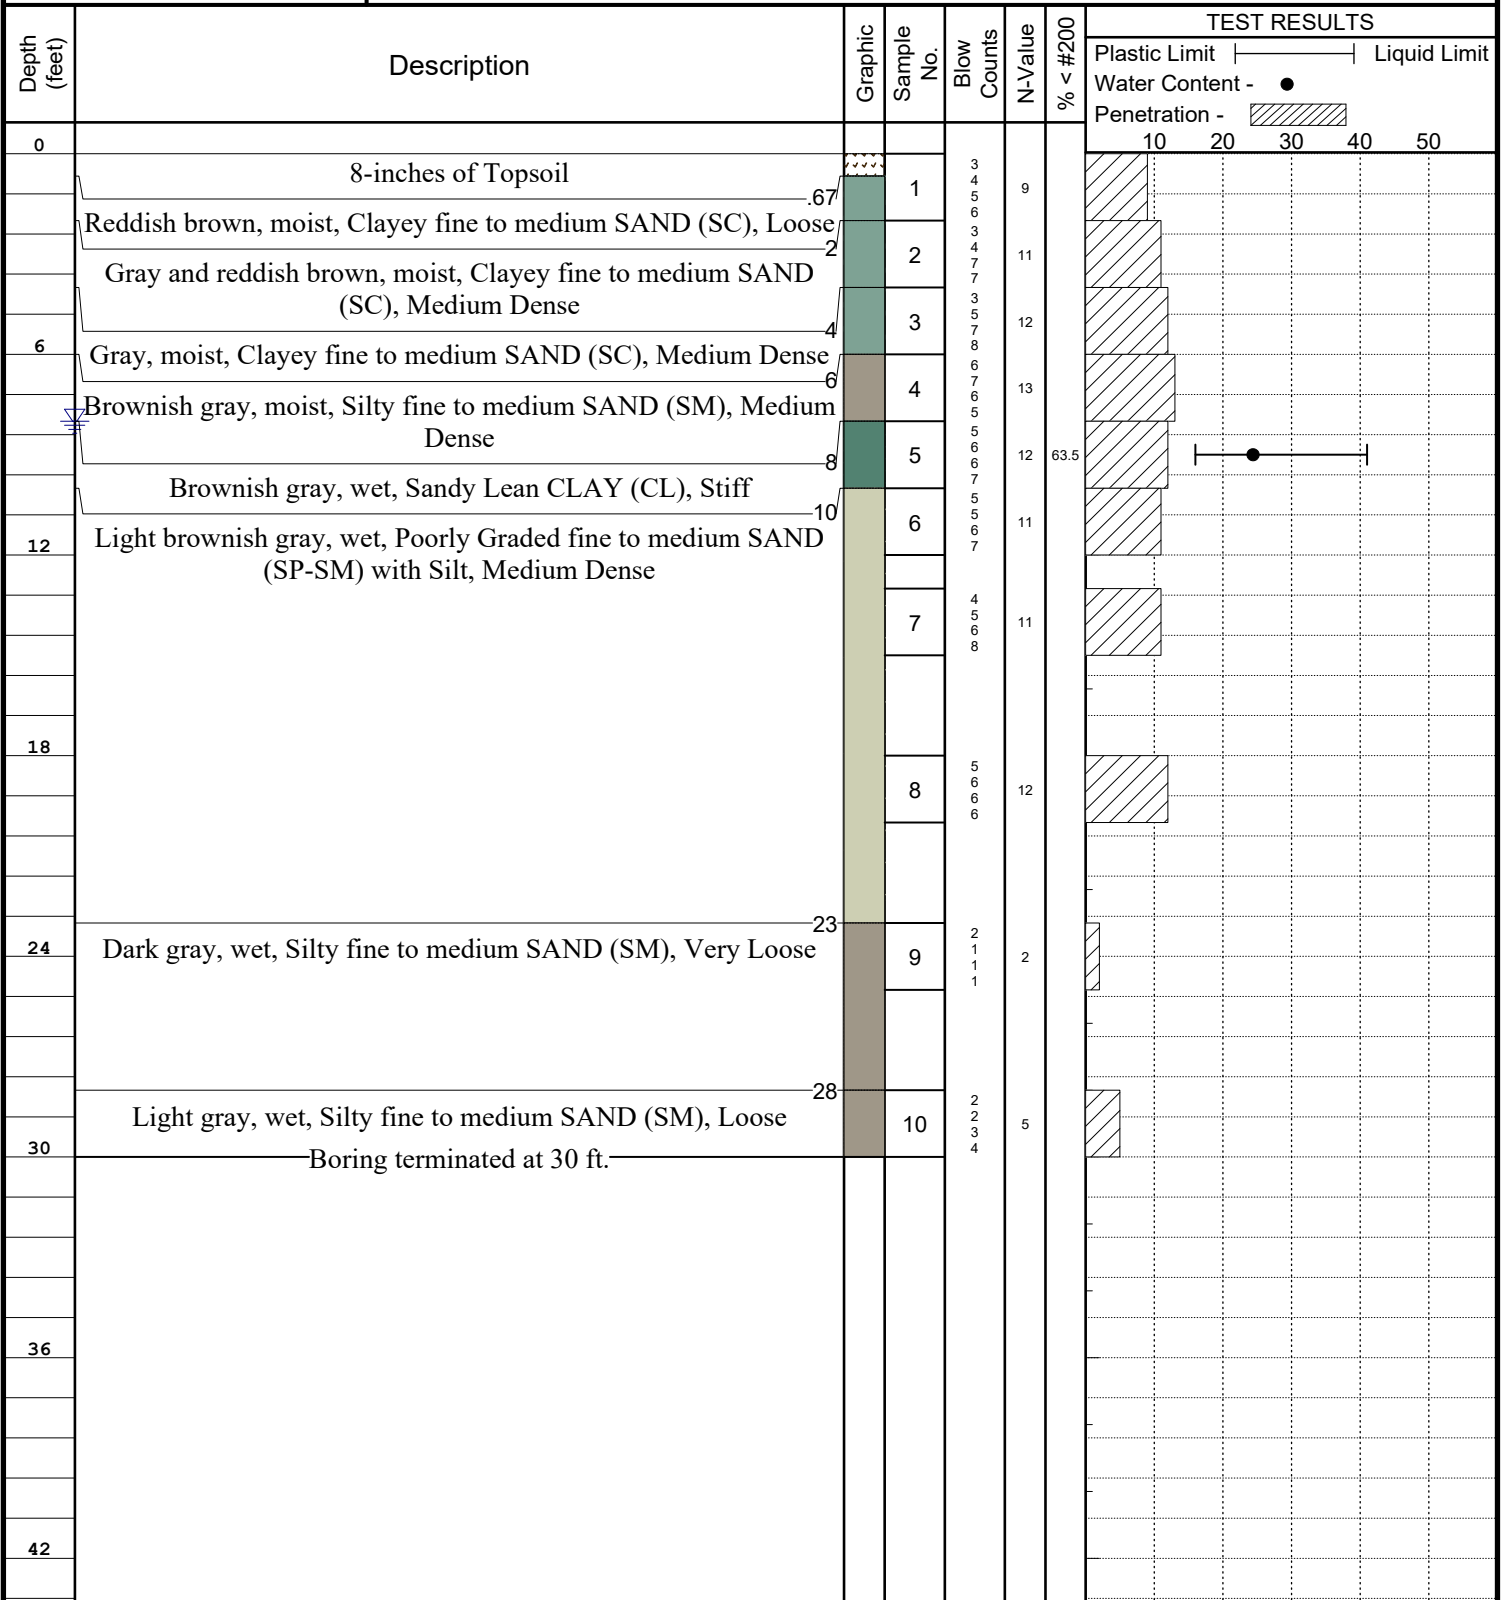 Depth
(feet)
Description
Graphic
Sample
No.
Blow
Counts
N-Value
% < #200
TEST RESULTS
Plastic Limit
Liquid Limit
Water Content -
Penetration -
10 20 30 40 50
0
8-inches of Topsoil
.67
1
3
4
5
6
9
Reddish brown, moist, Clayey fine to medium SAND (SC), Loose
2
2
3
4
7
7
11
Gray and reddish brown, moist, Clayey fine to medium SAND
(SC), Medium Dense
4
3
3
5
7
8
12
6
Gray, moist, Clayey fine to medium SAND (SC), Medium Dense
6
4
6
7
6
5
13
Brownish gray, moist, Silty fine to medium SAND (SM), Medium
Dense
8
5
5
6
6
7
12
63.5
Brownish gray, wet, Sandy Lean CLAY (CL), Stiff
10
6
5
5
6
7
11
12
Light brownish gray, wet, Poorly Graded fine to medium SAND
(SP-SM) with Silt, Medium Dense
7
4
5
6
8
11
18
8
5
6
6
6
12
23
24
Dark gray, wet, Silty fine to medium SAND (SM), Very Loose
9
2
1
1
1
2
28
Light gray, wet, Silty fine to medium SAND (SM), Loose
10
2
2
3
4
5
30
Boring terminated at 30 ft.
36
42